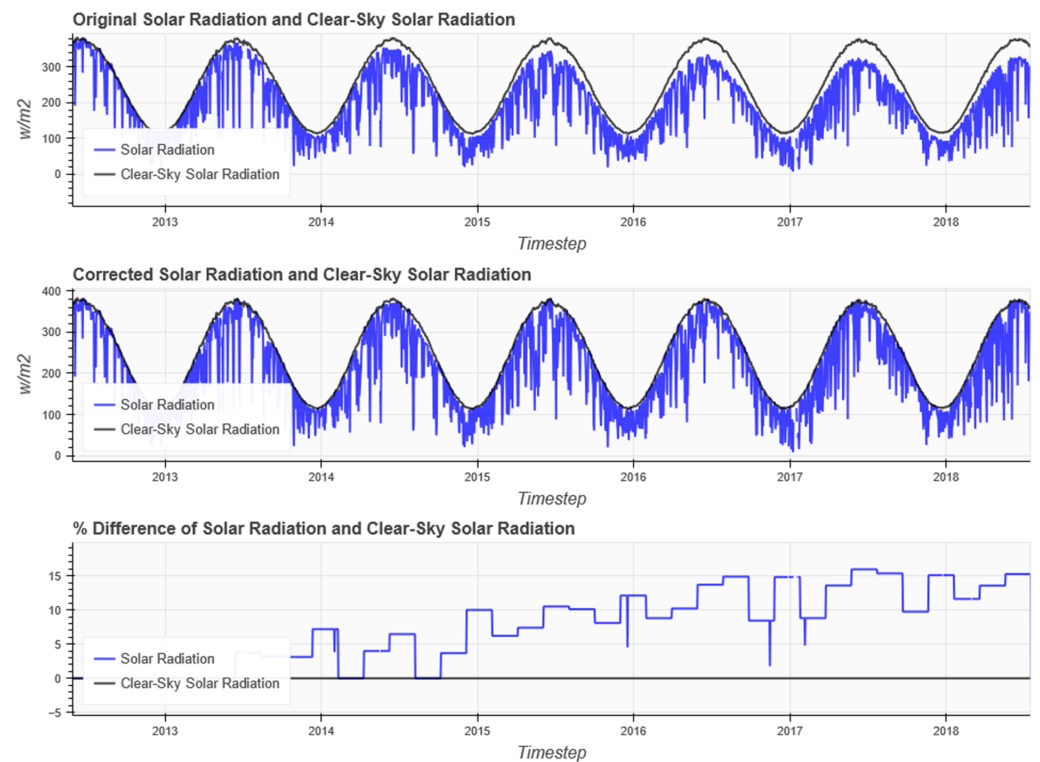 Original Solar Radiation and Clear-Sky Solar Radiation
300
200
100
0
w/m2
Solar Radiation
Clear-Sky Solar Radiation
2013 2014 2015 2016 2017 2018
Timestep
Corrected Solar Radiation and Clear-Sky Solar Radiation
400
300
200
100
0
w/m2
Solar Radiation
Clear-Sky Solar Radiation
2013 2014 2015 2016 2017 2018
Timestep
% Difference of Solar Radiation and Clear-Sky Solar Radiation
15
10
5
0
−5
Solar Radiation
Clear-Sky Solar Radiation
2013 2014 2015 2016 2017 2018
Timestep